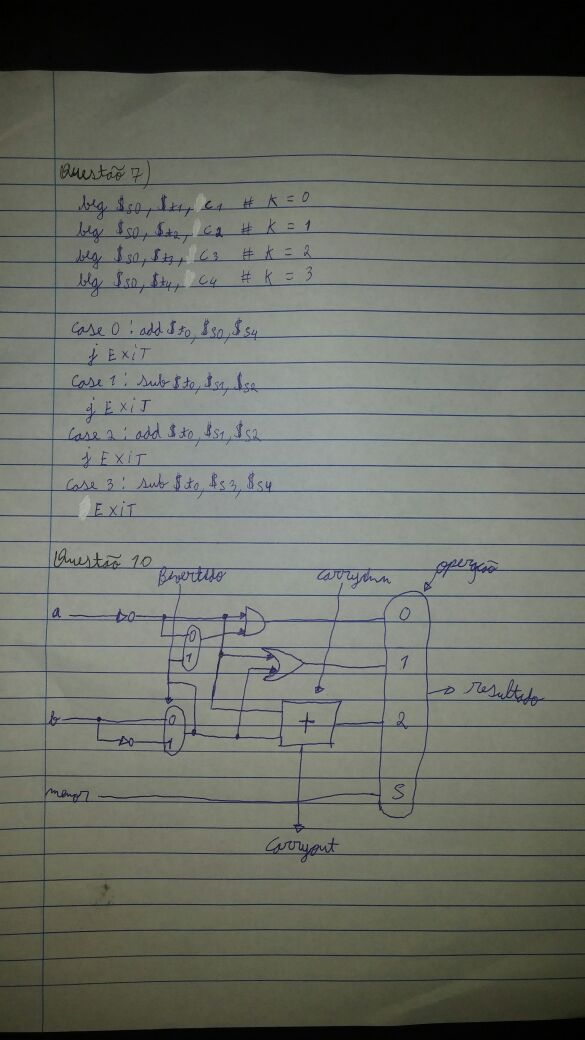 Questão 7)
beq $s0, $t1, C1 # K = 0
beq $s0, $t2, C2 # K = 1
beq $s0, $t3, C3 # K = 2
beq $s0, $t4, C4 # K = 3
Case 0 : add $t0, $s0, $s4
j ExiT
Case 1 : sub $t0, $s1, $s2
j ExiT
Case 2 : add $t0, $s1, $s2
j ExiT
Case 3 : sub $t0, $s3, $s4
ExiT
Questão 10
Binvertido
Carryin
operação
a
0
0
1
1
b
0
1
+
2
resultado
menor
S
Carryout